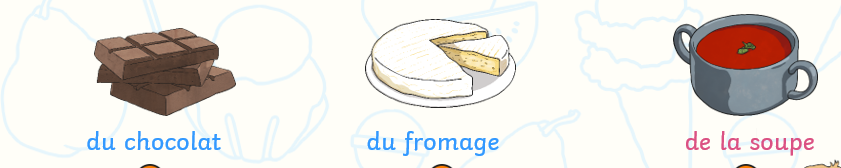 du chocolat
du fromage
de la soupe